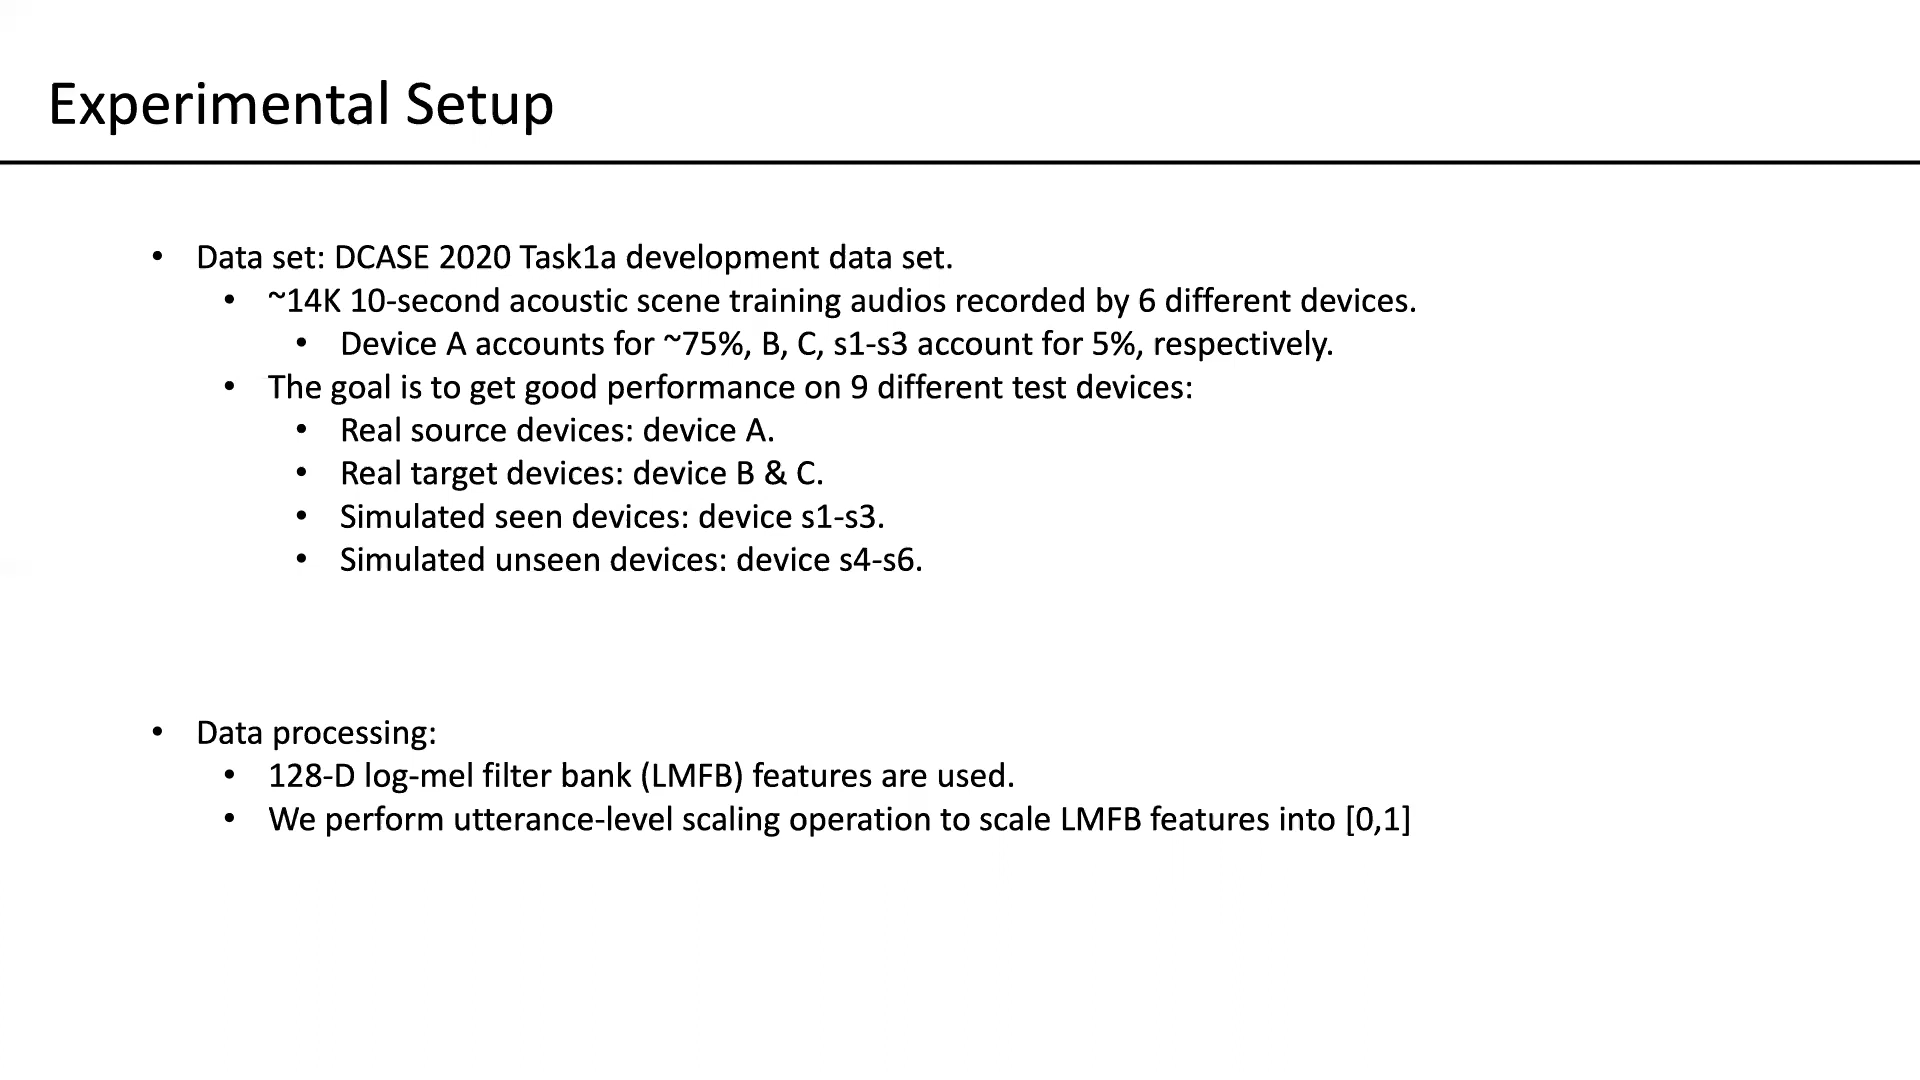 Experimental Setup
• Data set: DCASE 2020 Task1a development data set.
• ~14K 10-second acoustic scene training audios recorded by 6 different devices.
• Device A accounts for ~75%, B, C, s1-s3 account for 5%, respectively.
• The goal is to get good performance on 9 different test devices:
• Real source devices: device A.
• Real target devices: device B & C.
• Simulated seen devices: device s1-s3.
• Simulated unseen devices: device s4-s6.
• Data processing:
• 128-D log-mel filter bank (LMFB) features are used.
• We perform utterance-level scaling operation to scale LMFB features into [0,1]